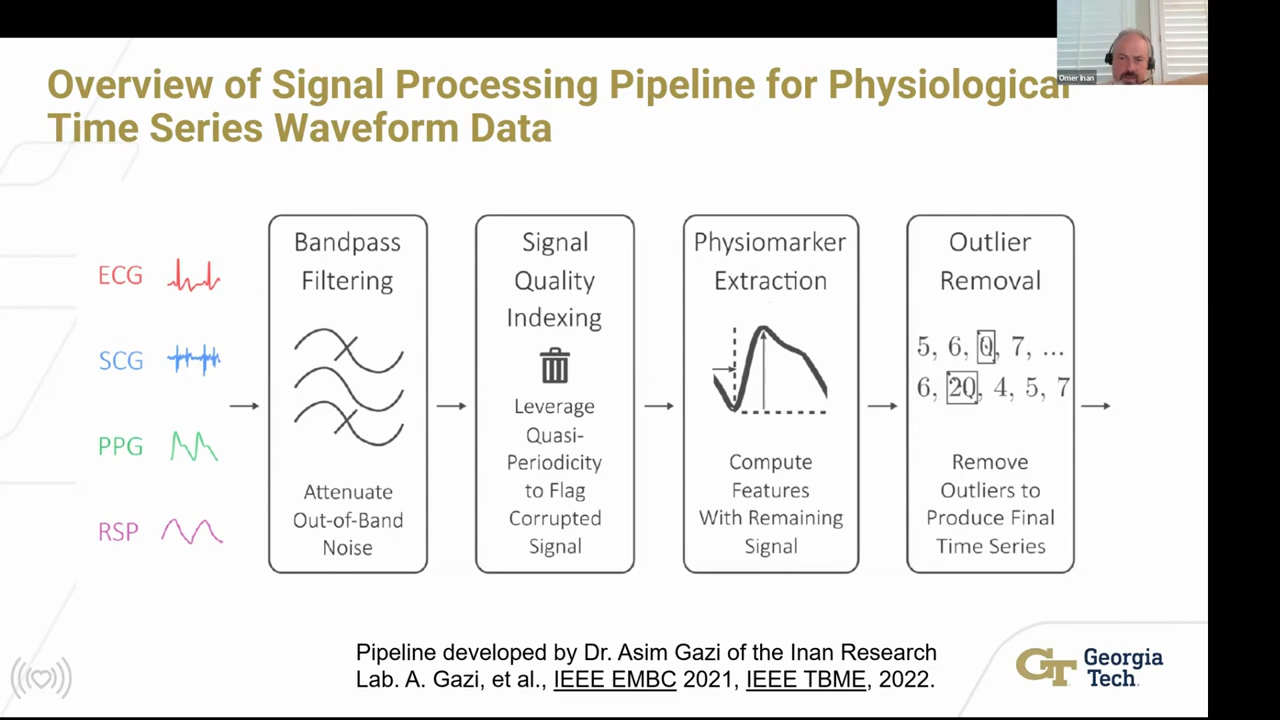 Omer Inan
Overview of Signal Processing Pipeline for Physiological
Time Series Waveform Data
ECG
SCG
PPG
RSP
Bandpass
Filtering
Attenuate
Out-of-Band
Noise
Signal
Quality
Indexing
Leverage
Quasi-
Periodicity
to Flag
Corrupted
Signal
Physiomarker
Extraction
Compute
Features
With Remaining
Signal
Outlier
Removal
5, 6, 0, 7, ...
6, 20, 4, 5, 7
Remove
Outliers to
Produce Final
Time Series
Pipeline developed by Dr. Asim Gazi of the Inan Research
Lab. A. Gazi, et al., IEEE EMBC 2021, IEEE TBME, 2022.
GT
Georgia
Tech